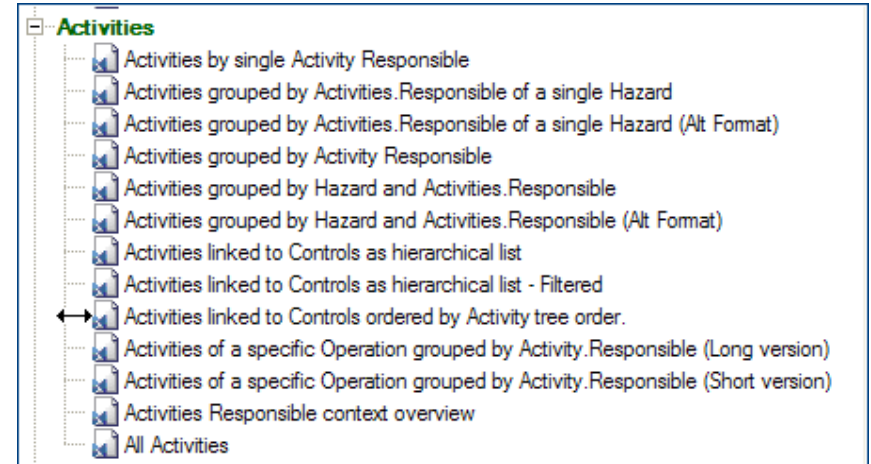 Activities
Activities by single Activity Responsible
Activities grouped by Activities.Responsible of a single Hazard
Activities grouped by Activities.Responsible of a single Hazard (Alt Format)
Activities grouped by Activity Responsible
Activities grouped by Hazard and Activities.Responsible
Activities grouped by Hazard and Activities.Responsible (Alt Format)
Activities linked to Controls as hierarchical list
Activities linked to Controls as hierarchical list - Filtered
Activities linked to Controls ordered by Activity tree order.
Activities of a specific Operation grouped by Activity.Responsible (Long version)
Activities of a specific Operation grouped by Activity.Responsible (Short version)
Activities Responsible context overview
All Activities